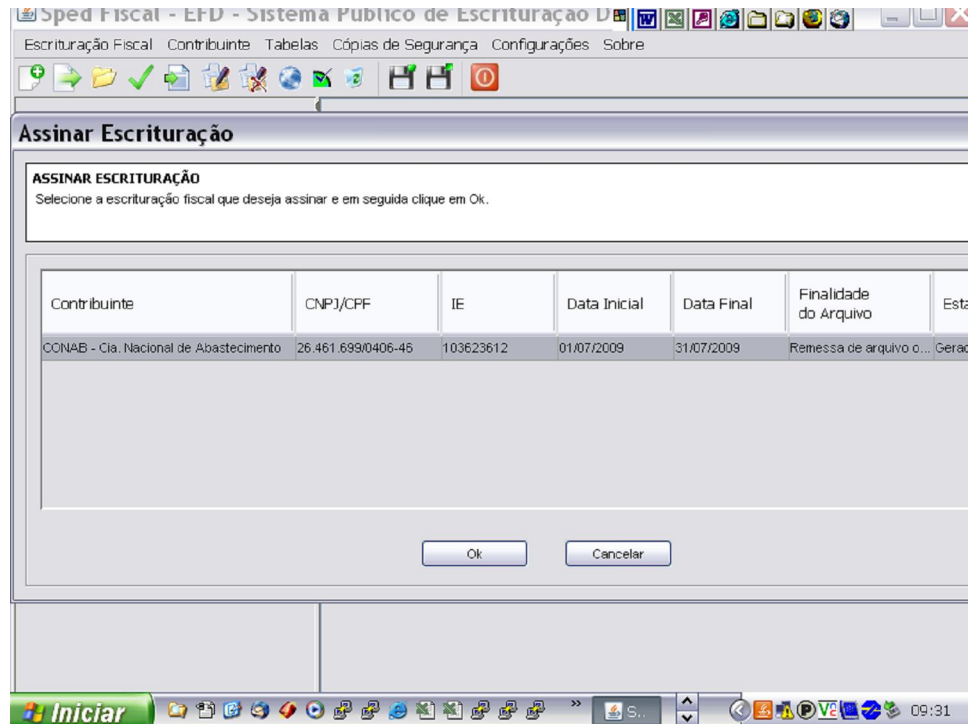 Sped Fiscal - EFD - Sistema Público de Escrituração D
Escrituração Fiscal Contribuinte Tabelas Cópias de Segurança Configurações Sobre
Assinar Escrituração
ASSINAR ESCRITURAÇÃO
Selecione a escrituração fiscal que deseja assinar e em seguida clique em Ok.
Contribuinte CNPJ/CPF IE Data Inicial Data Final Finalidade do Arquivo Esta
CONAB - Cia. Nacional de Abastecimento 26.461.699/0406-46 103623612 01/07/2009 31/07/2009 Remessa de arquivo o... Gerac
Ok Cancelar
Iniciar S.. 09:31